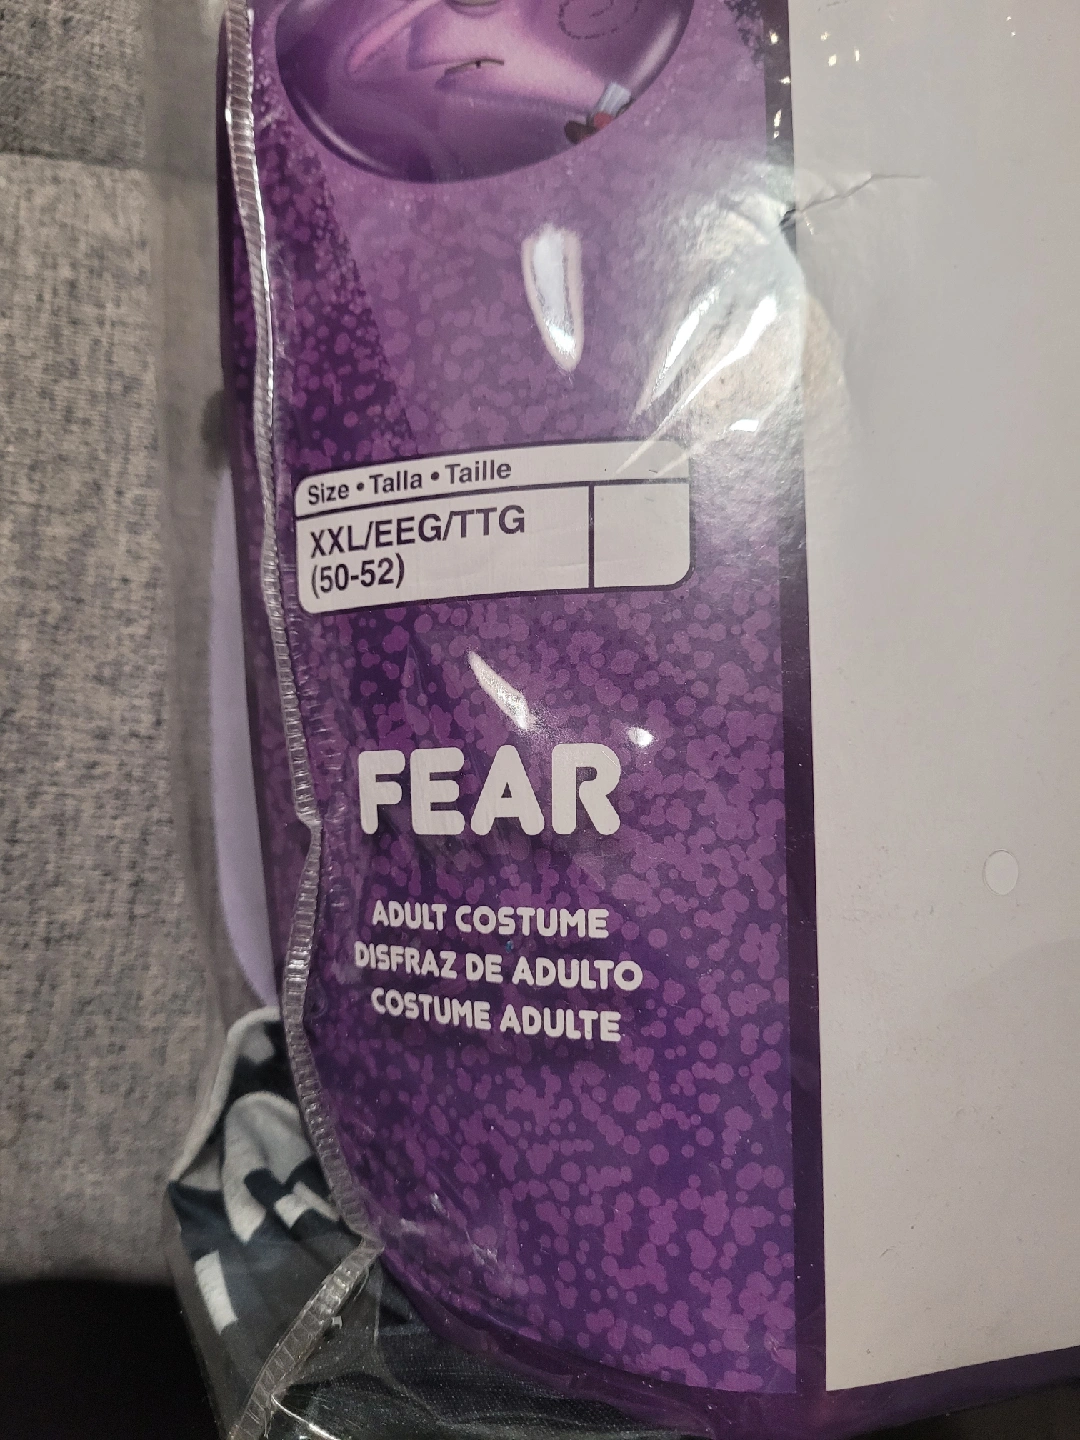 Size • Talla • Taille
XXL/EEG/TTG
(50-52)
FEAR
ADULT COSTUME
DISFRAZ DE ADULTO
COSTUME ADULTE